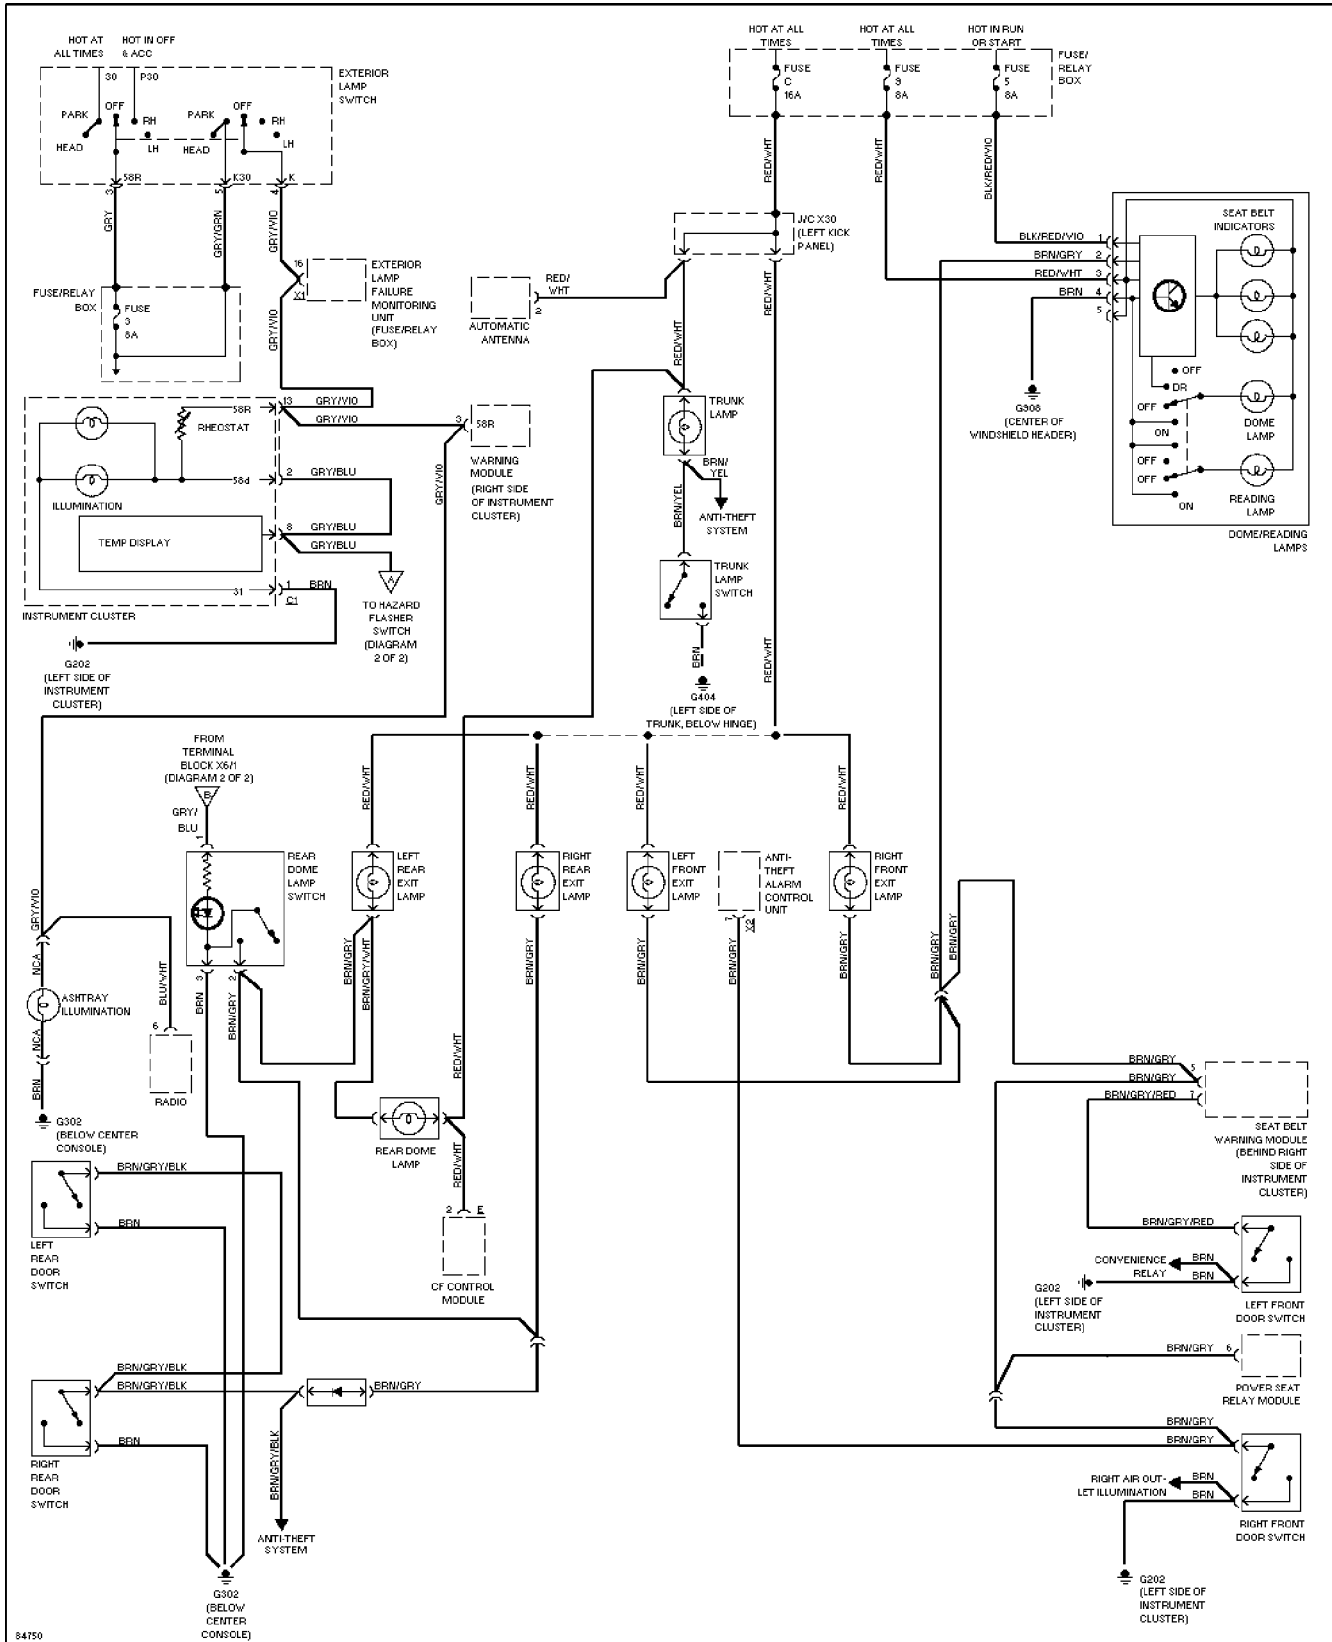 HOT AT
ALL TIMES
HOT IN OFF
& ACC
30
P30
EXTERIOR
LAMP
SWITCH
PARK
OFF
RH
LH
HEAD
PARK
OFF
RH
LH
HEAD
58R
K30
K
3
5
4
GRY
GRY/GRN
GRY/VIO
16
X1
EXTERIOR
LAMP
FAILURE
MONITORING
UNIT
(FUSE/RELAY
BOX)
FUSE/RELAY
BOX
FUSE
3
8A
GRY/VIO
HOT AT ALL
TIMES
HOT AT ALL
TIMES
HOT IN RUN
OR START
FUSE/
RELAY
BOX
FUSE
C
16A
FUSE
9
8A
FUSE
5
8A
RED/WHT
RED/WHT
BLK/RED/VIO
J/C X30
(LEFT KICK
PANEL)
AUTOMATIC
ANTENNA
RED/
WHT
2
RED/WHT
RED/WHT
SEAT BELT
INDICATORS
BLK/RED/VIO 1
BRN/GRY 2
RED/WHT 3
BRN 4
5
G908
(CENTER OF
WINDSHIELD HEADER)
OFF
DR
OFF
ON
DOME
LAMP
OFF
OFF
ON
READING
LAMP
DOME/READING
LAMPS
58R
RHEOSTAT
13
GRY/VIO
GRY/VIO
3
58R
WARNING
MODULE
(RIGHT SIDE
OF INSTRUMENT
CLUSTER)
GRY/VIO
58d
2
GRY/BLU
ILLUMINATION
TEMP DISPLAY
8
GRY/BLU
GRY/BLU
31
1
C1
BRN
A
TO HAZARD
FLASHER
SWITCH
(DIAGRAM
2 OF 2)
INSTRUMENT CLUSTER
G202
(LEFT SIDE OF
INSTRUMENT
CLUSTER)
TRUNK
LAMP
BRN/
YEL
BRN/YEL
ANTI-THEFT
SYSTEM
TRUNK
LAMP
SWITCH
BRN
G404
(LEFT SIDE OF
TRUNK, BELOW HINGE)
RED/WHT
FROM
TERMINAL
BLOCK X6/1
(DIAGRAM 2 OF 2)
B
GRY/
BLU
1
REAR
DOME
LAMP
SWITCH
3
2
BRN
BRN/GRY
RED/WHT
LEFT
REAR
EXIT
LAMP
BRN/GRY
BRN/GRY/WHT
RED/WHT
RIGHT
REAR
EXIT
LAMP
BRN/GRY
RED/WHT
LEFT
FRONT
EXIT
LAMP
BRN/GRY
ANTI-
THEFT
ALARM
CONTROL
UNIT
7
X2
BRN/GRY
RED/WHT
RIGHT
FRONT
EXIT
LAMP
BRN/GRY
BRN/GRY
BRN/GRY
GRY/VIO
NCA
ASHTRAY
ILLUMINATION
NCA
BRN
G302
(BELOW CENTER
CONSOLE)
BLU/WHT
6
RADIO
RED/WHT
REAR DOME
LAMP
RED/WHT
2
E
CF CONTROL
MODULE
BRN/GRY
BRN/GRY
BRN/GRY/RED
5
7
SEAT BELT
WARNING MODULE
(BEHIND RIGHT
SIDE OF
INSTRUMENT
CLUSTER)
BRN/GRY/BLK
BRN
LEFT
REAR
DOOR
SWITCH
BRN/GRY/RED
CONVENIENCE
RELAY
BRN
BRN
G202
(LEFT SIDE OF
INSTRUMENT
CLUSTER)
LEFT FRONT
DOOR SWITCH
BRN/GRY 6
POWER SEAT
RELAY MODULE
BRN/GRY/BLK
BRN/GRY/BLK
BRN/GRY
BRN
RIGHT
REAR
DOOR
SWITCH
BRN/GRY/BLK
ANTI-THEFT
SYSTEM
BRN/GRY
BRN/GRY
RIGHT AIR OUT-
LET ILLUMINATION
BRN
BRN
RIGHT FRONT
DOOR SWITCH
G302
(BELOW
CENTER
CONSOLE)
G202
(LEFT SIDE OF
INSTRUMENT
CLUSTER)
84750